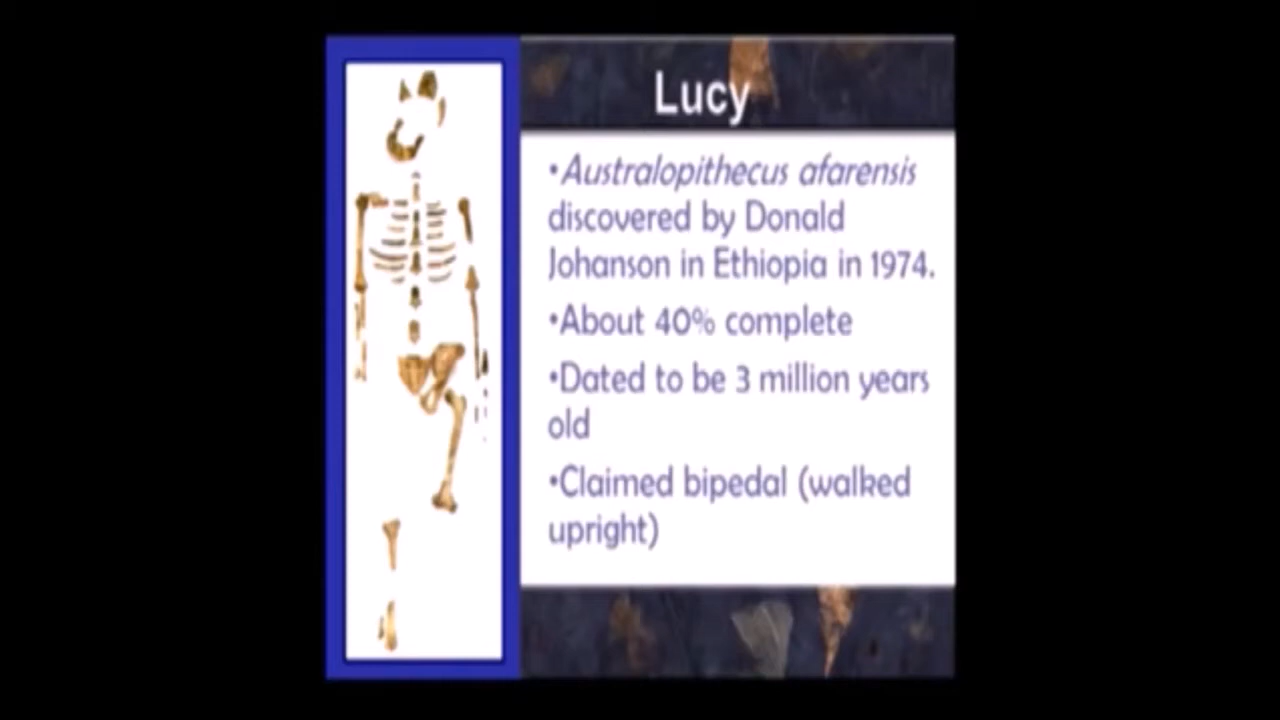 Lucy
•Australopithecus afarensis
discovered by Donald
Johanson in Ethiopia in 1974.
•About 40% complete
•Dated to be 3 million years
old
•Claimed bipedal (walked
upright)